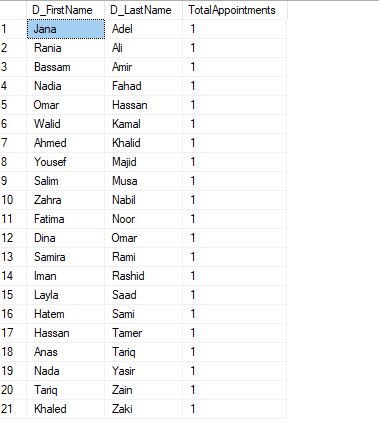 D_FirstName D_LastName TotalAppointments
1 Jana Adel 1
2 Rania Ali 1
3 Bassam Amir 1
4 Nadia Fahad 1
5 Omar Hassan 1
6 Walid Kamal 1
7 Ahmed Khalid 1
8 Yousef Majid 1
9 Salim Musa 1
10 Zahra Nabil 1
11 Fatima Noor 1
12 Dina Omar 1
13 Samira Rami 1
14 Iman Rashid 1
15 Layla Saad 1
16 Hatem Sami 1
17 Hassan Tamer 1
18 Anas Tariq 1
19 Nada Yasir 1
20 Tariq Zain 1
21 Khaled Zaki 1